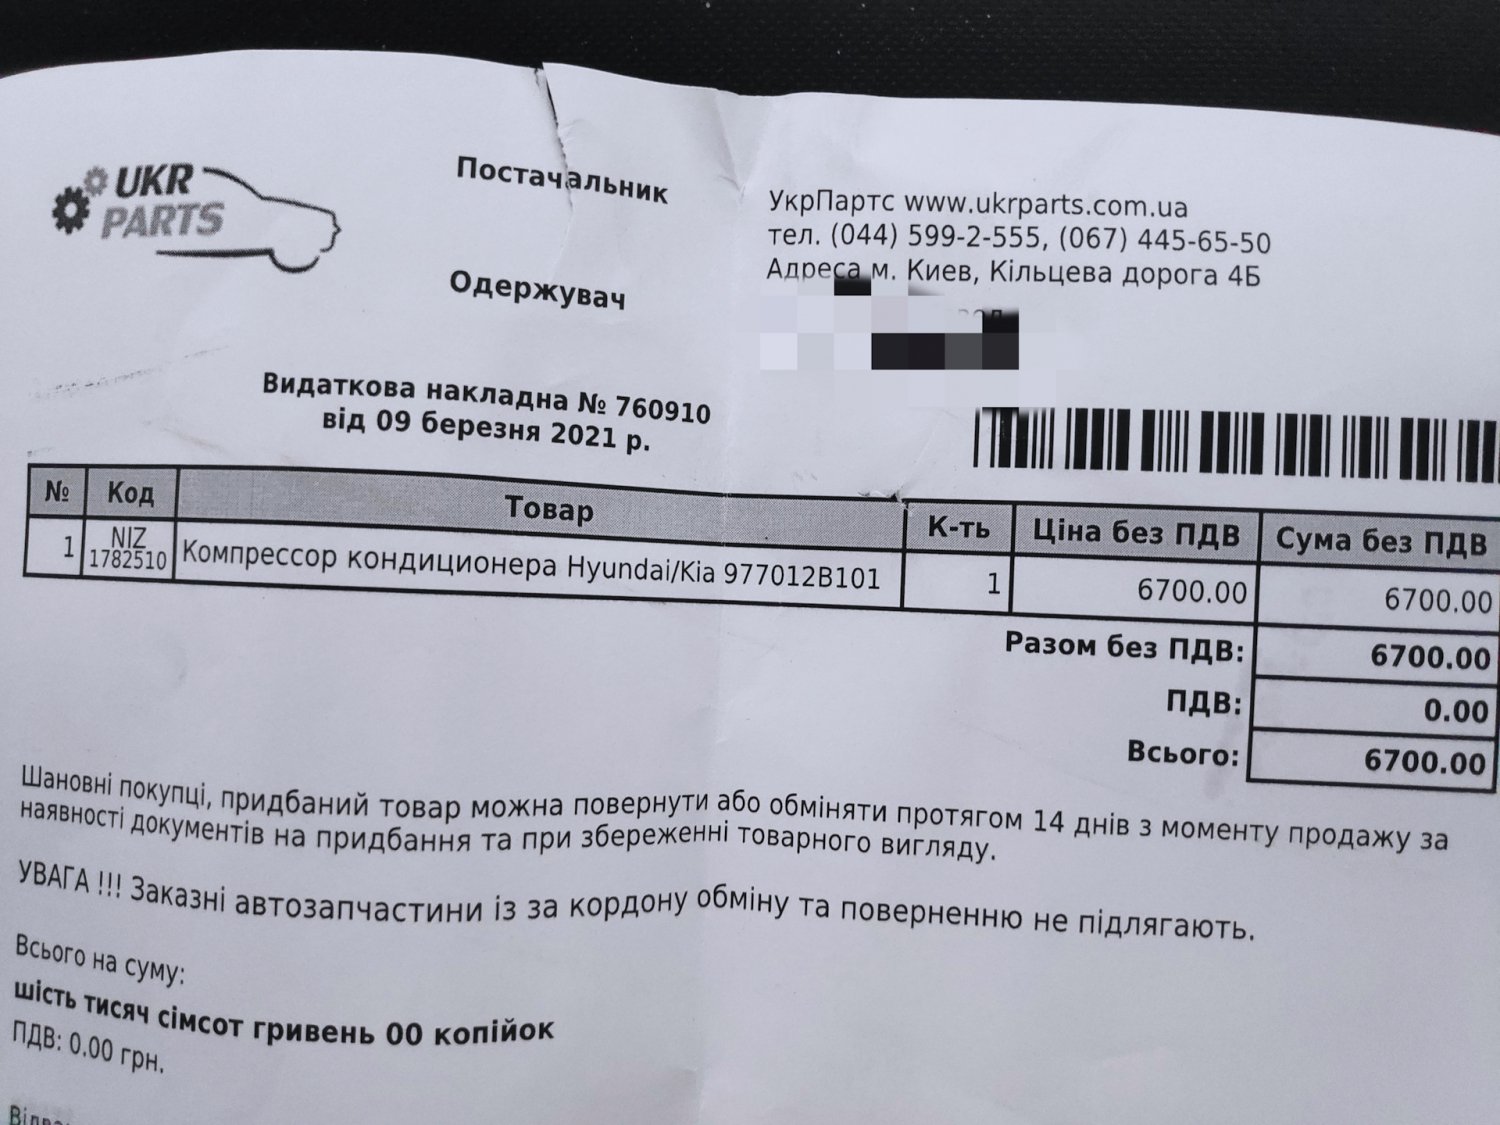 UKR
PARTS
Постачальник
УкрПартс www.ukrparts.com.ua
тел. (044) 599-2-555, (067) 445-65-50
Адреса м. Киев, Кільцева дорога 4Б
Одержувач
Видаткова накладна № 760910
від 09 березня 2021 р.
№ Код Товар К-ть Ціна без ПДВ Сума без ПДВ
1 NIZ 1782510 Компрессор кондиционера Hyundai/Kia 977012B101 1 6700.00 6700.00
Разом без ПДВ: 6700.00
ПДВ: 0.00
Всього: 6700.00
Шановні покупці, придбаний товар можна повернути або обміняти протягом 14 днів з моменту продажу за
наявності документів на придбання та при збереженні товарного вигляду.
УВАГА !!! Заказні автозапчастини із за кордону обміну та поверненню не підлягають.
Всього на суму:
шість тисяч сімсот гривень 00 копійок
ПДВ: 0.00 грн.